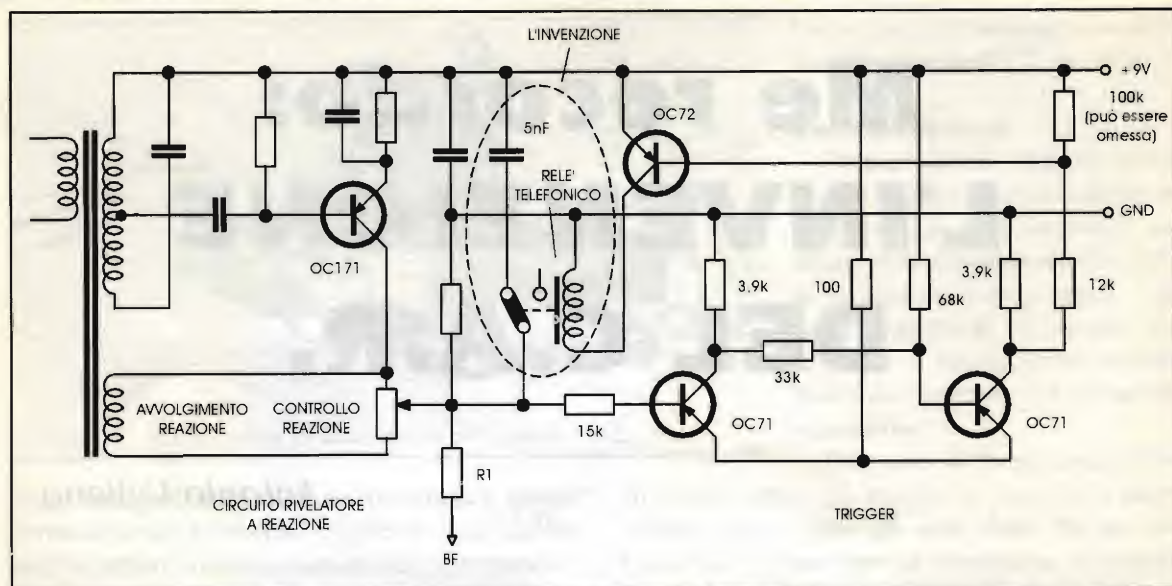 L'INVENZIONE
+9V
100k
(può essere
omessa)
5nF
OC72
RELE'
TELEFONICO
GND
OC171
3,9k
100
68k
3,9k
12k
33k
AVVOLGIMENTO
REAZIONE
CONTROLLO
REAZIONE
15k
OC71
OC71
R1
CIRCUITO RIVELATORE
A REAZIONE
TRIGGER
BF